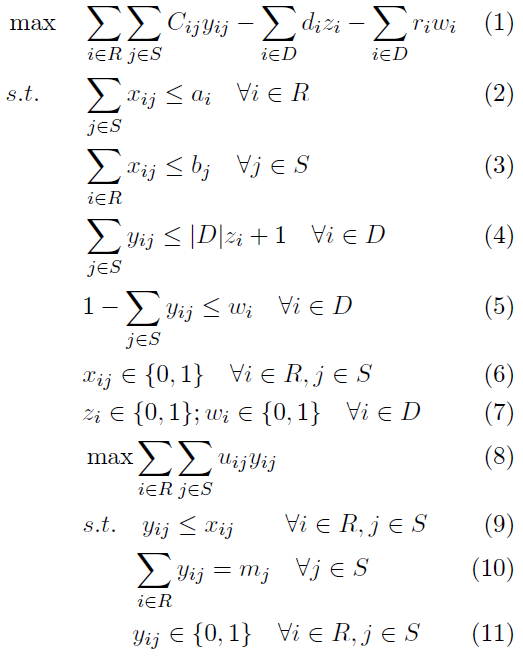 max ∑_{i∈R} ∑_{j∈S} C_{ij}y_{ij} − ∑_{i∈D} d_i z_i − ∑_{i∈D} r_i w_i (1)
s.t. ∑_{j∈S} x_{ij} ≤ a_i ∀i ∈ R (2)
∑_{i∈R} x_{ij} ≤ b_j ∀j ∈ S (3)
∑_{j∈S} y_{ij} ≤ |D|z_i + 1 ∀i ∈ D (4)
1 − ∑_{j∈S} y_{ij} ≤ w_i ∀i ∈ D (5)
x_{ij} ∈ {0, 1} ∀i ∈ R, j ∈ S (6)
z_i ∈ {0, 1}; w_i ∈ {0, 1} ∀i ∈ D (7)
max ∑_{i∈R} ∑_{j∈S} u_{ij}y_{ij} (8)
s.t. y_{ij} ≤ x_{ij} ∀i ∈ R, j ∈ S (9)
∑_{i∈R} y_{ij} = m_j ∀j ∈ S (10)
y_{ij} ∈ {0, 1} ∀i ∈ R, j ∈ S (11)